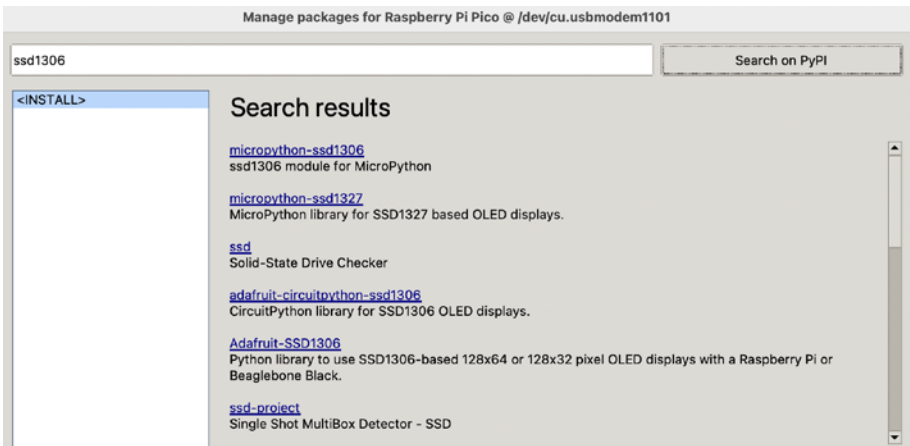 Manage packages for Raspberry Pi Pico @ /dev/cu.usbmodem1101
ssd1306
Search on PyPI
<INSTALL>
Search results
micropython-ssd1306
ssd1306 module for MicroPython
micropython-ssd1327
MicroPython library for SSD1327 based OLED displays.
ssd
Solid-State Drive Checker
adafruit-circuitpython-ssd1306
CircuitPython library for SSD1306 OLED displays.
Adafruit-SSD1306
Python library to use SSD1306-based 128x64 or 128x32 pixel OLED displays with a Raspberry Pi or
Beaglebone Black.
ssd-project
Single Shot MultiBox Detector - SSD